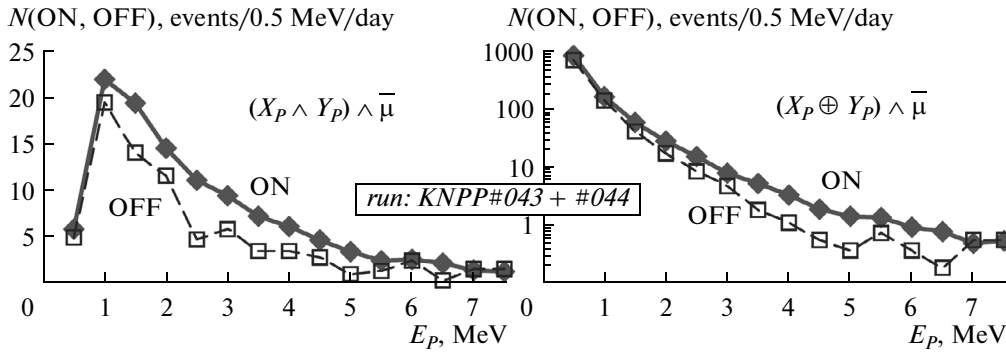 N(ON, OFF), events/0.5 MeV/day
25
20
15
10
5
(X_P ∧ Y_P) ∧ μ̅
ON
OFF
1 2 3 4 5 6 7
E_P, MeV
run: KNPP#043 + #044
N(ON, OFF), events/0.5 MeV/day
1000
100
10
1
(X_P ⊕ Y_P) ∧ μ̅
ON
OFF
1 2 3 4 5 6 7
E_P, MeV